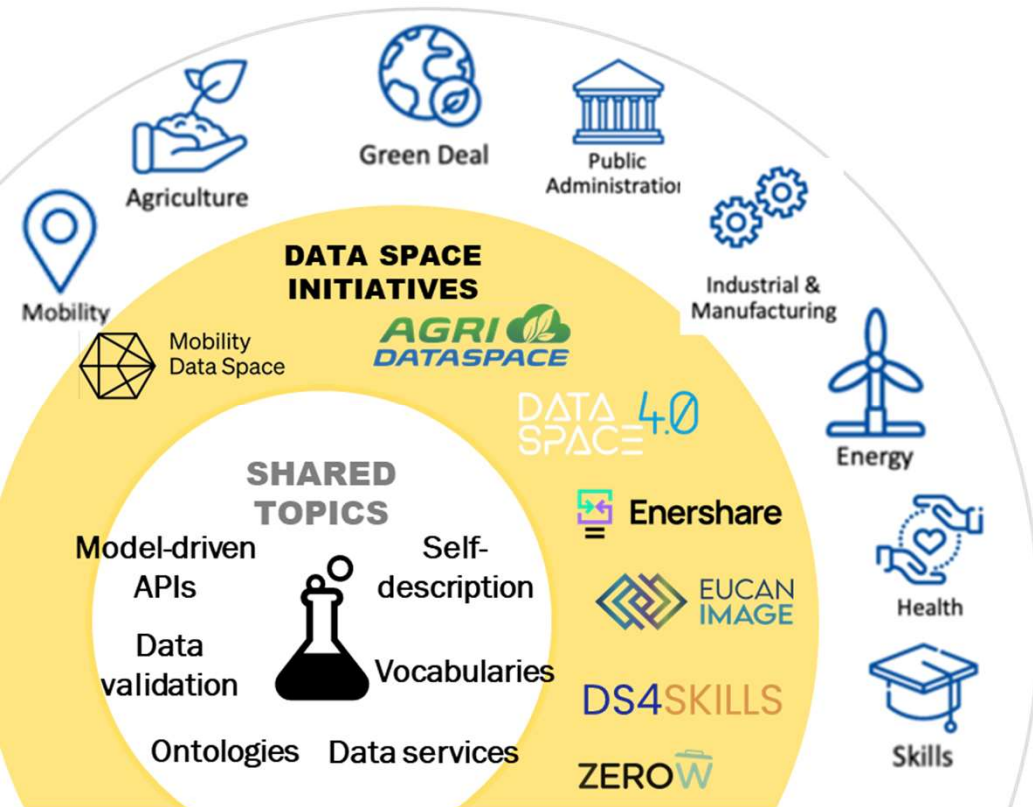 Green Deal
Public
Administration
Agriculture
Industrial &
Manufacturing
Mobility
Energy
Health
Skills
DATA SPACE
INITIATIVES
Mobility
Data Space
AGRI
DATASPACE
DATA
SPACE 4.0
Enershare
EUCAN
IMAGE
DS4SKILLS
ZEROW
SHARED
TOPICS
Model-driven
APIs
Self-
description
Data
validation
Vocabularies
Ontologies
Data services